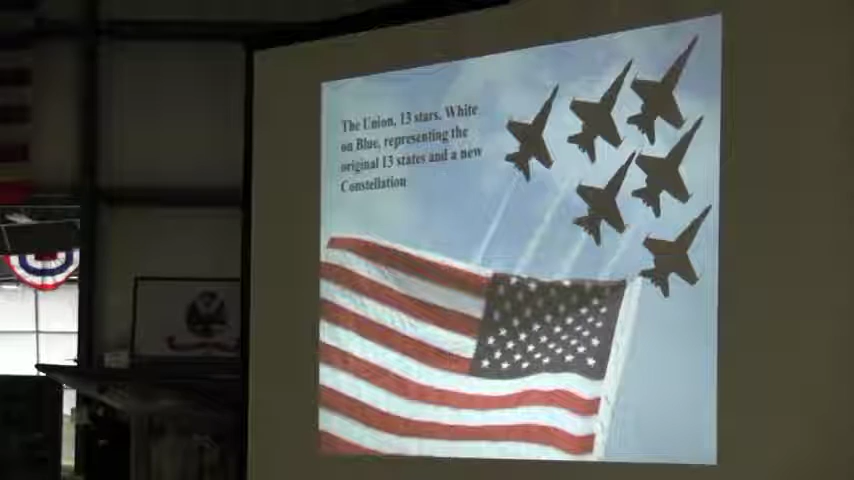 The Union, 13 stars, White
on Blue, representing the
original 13 states and a new
Constellation